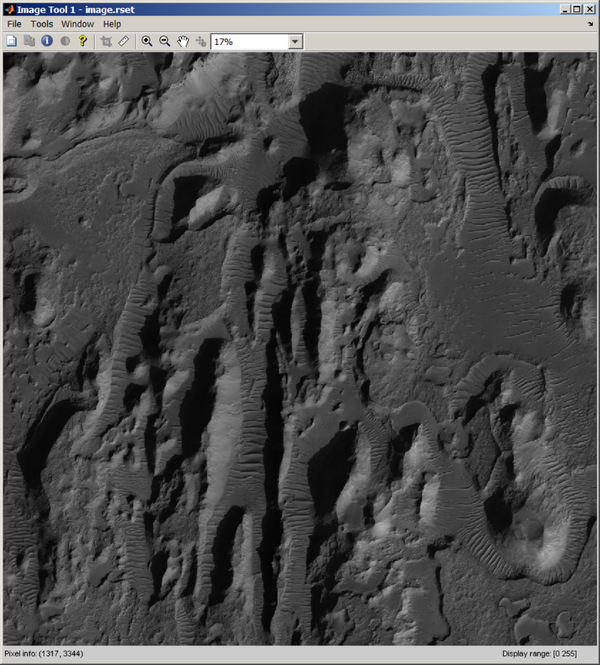 Image Tool 1 - image.rset
File Tools Window Help
17%
Pixel info: (1317, 3344) Display range: [0 255]